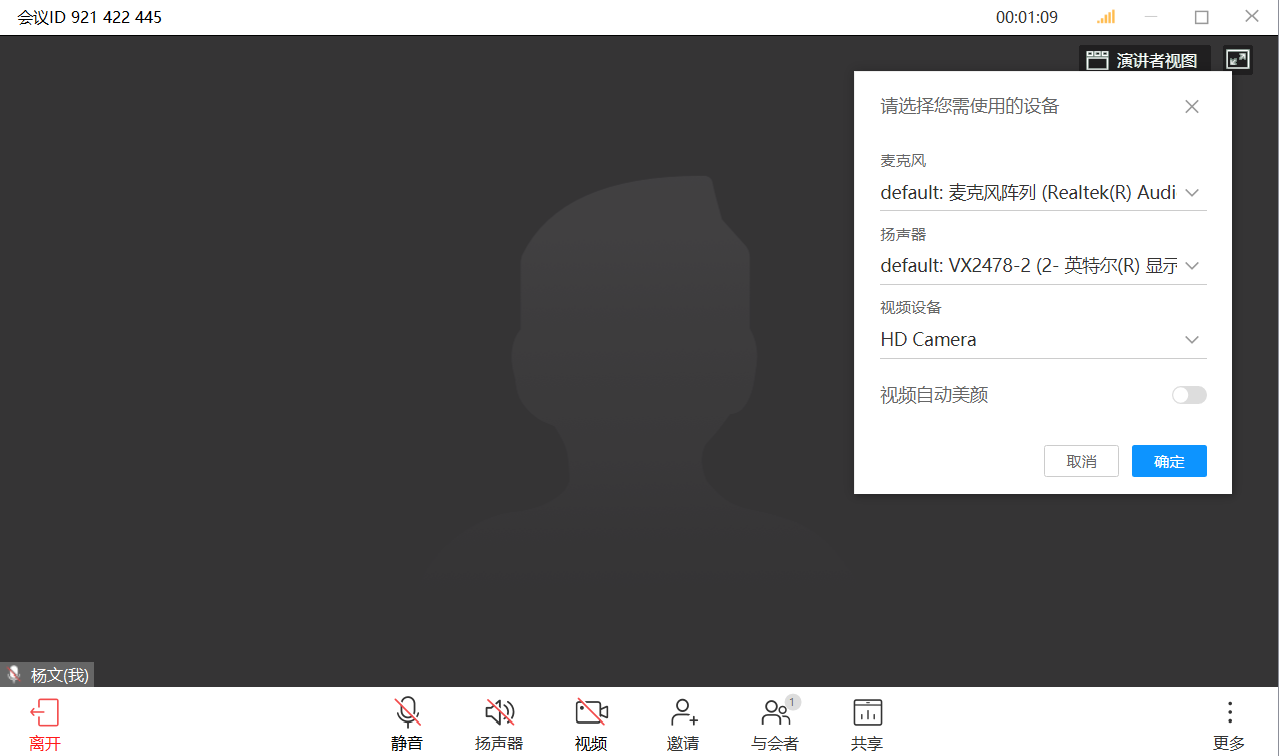 会议ID 921 422 445
00:01:09
演讲者视图
请选择您需使用的设备
麦克风
default: 麦克风阵列 (Realtek(R) Audi
扬声器
default: VX2478-2 (2- 英特尔(R) 显示
视频设备
HD Camera
视频自动美颜
取消
确定
杨文(我)
离开
静音
扬声器
视频
邀请
1
与会者
共享
更多